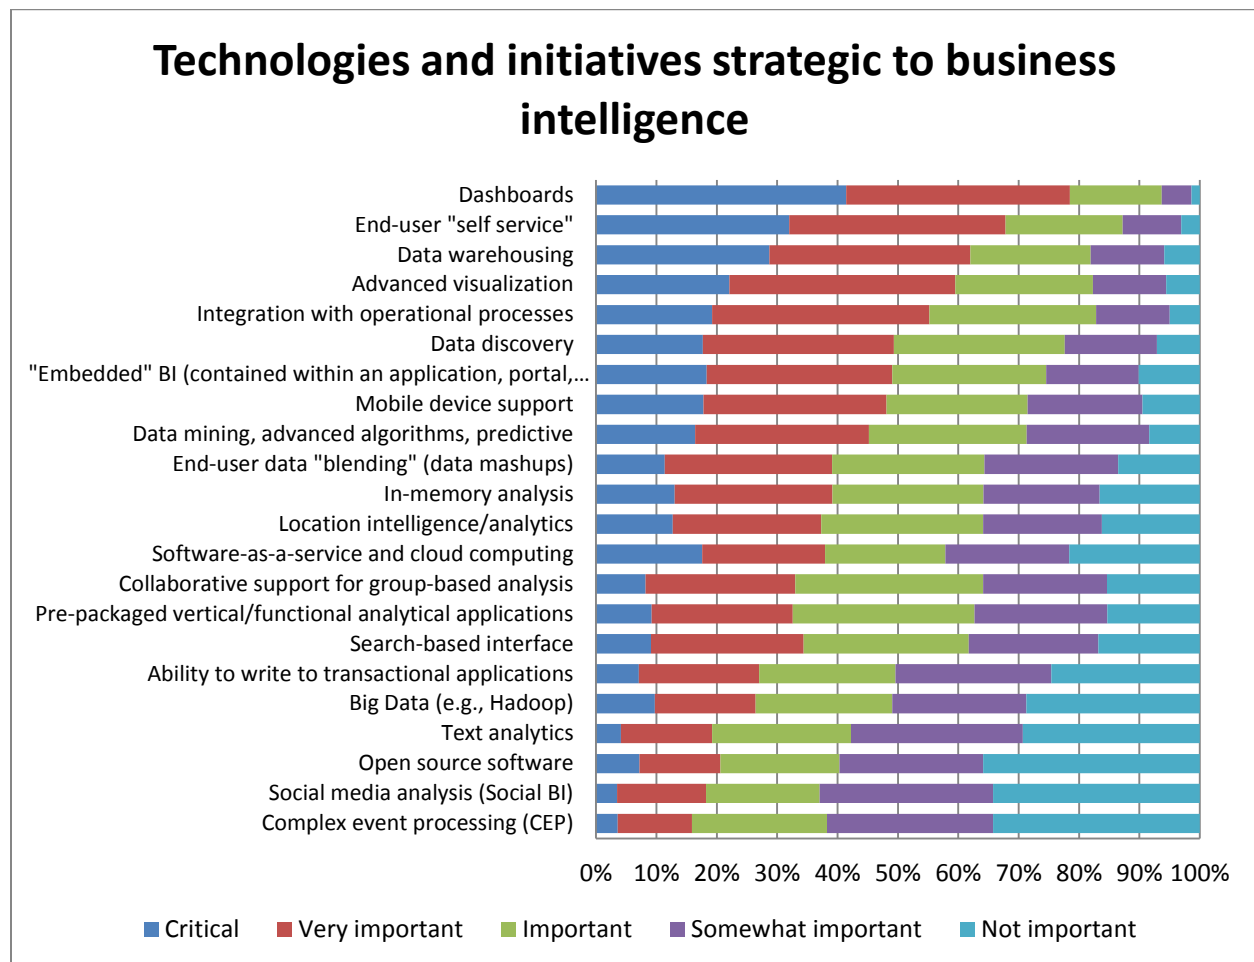 Technologies and initiatives strategic to business
intelligence
Dashboards
End-user "self service"
Data warehousing
Advanced visualization
Integration with operational processes
Data discovery
"Embedded" BI (contained within an application, portal,...
Mobile device support
Data mining, advanced algorithms, predictive
End-user data "blending" (data mashups)
In-memory analysis
Location intelligence/analytics
Software-as-a-service and cloud computing
Collaborative support for group-based analysis
Pre-packaged vertical/functional analytical applications
Search-based interface
Ability to write to transactional applications
Big Data (e.g., Hadoop)
Text analytics
Open source software
Social media analysis (Social BI)
Complex event processing (CEP)
0% 10% 20% 30% 40% 50% 60% 70% 80% 90% 100%
Critical Very important Important Somewhat important Not important